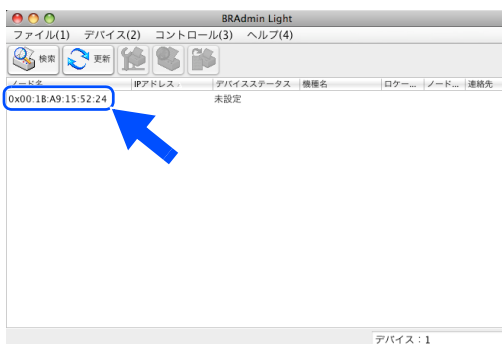 BRAdmin Light
ファイル(1) デバイス(2) コントロール(3) ヘルプ(4)
検索 更新
ノード名 IPアドレス デバイスステータス 機種名 ロケー... ノード... 連絡先
0x00:1B:A9:15:52:24 未設定
デバイス：1